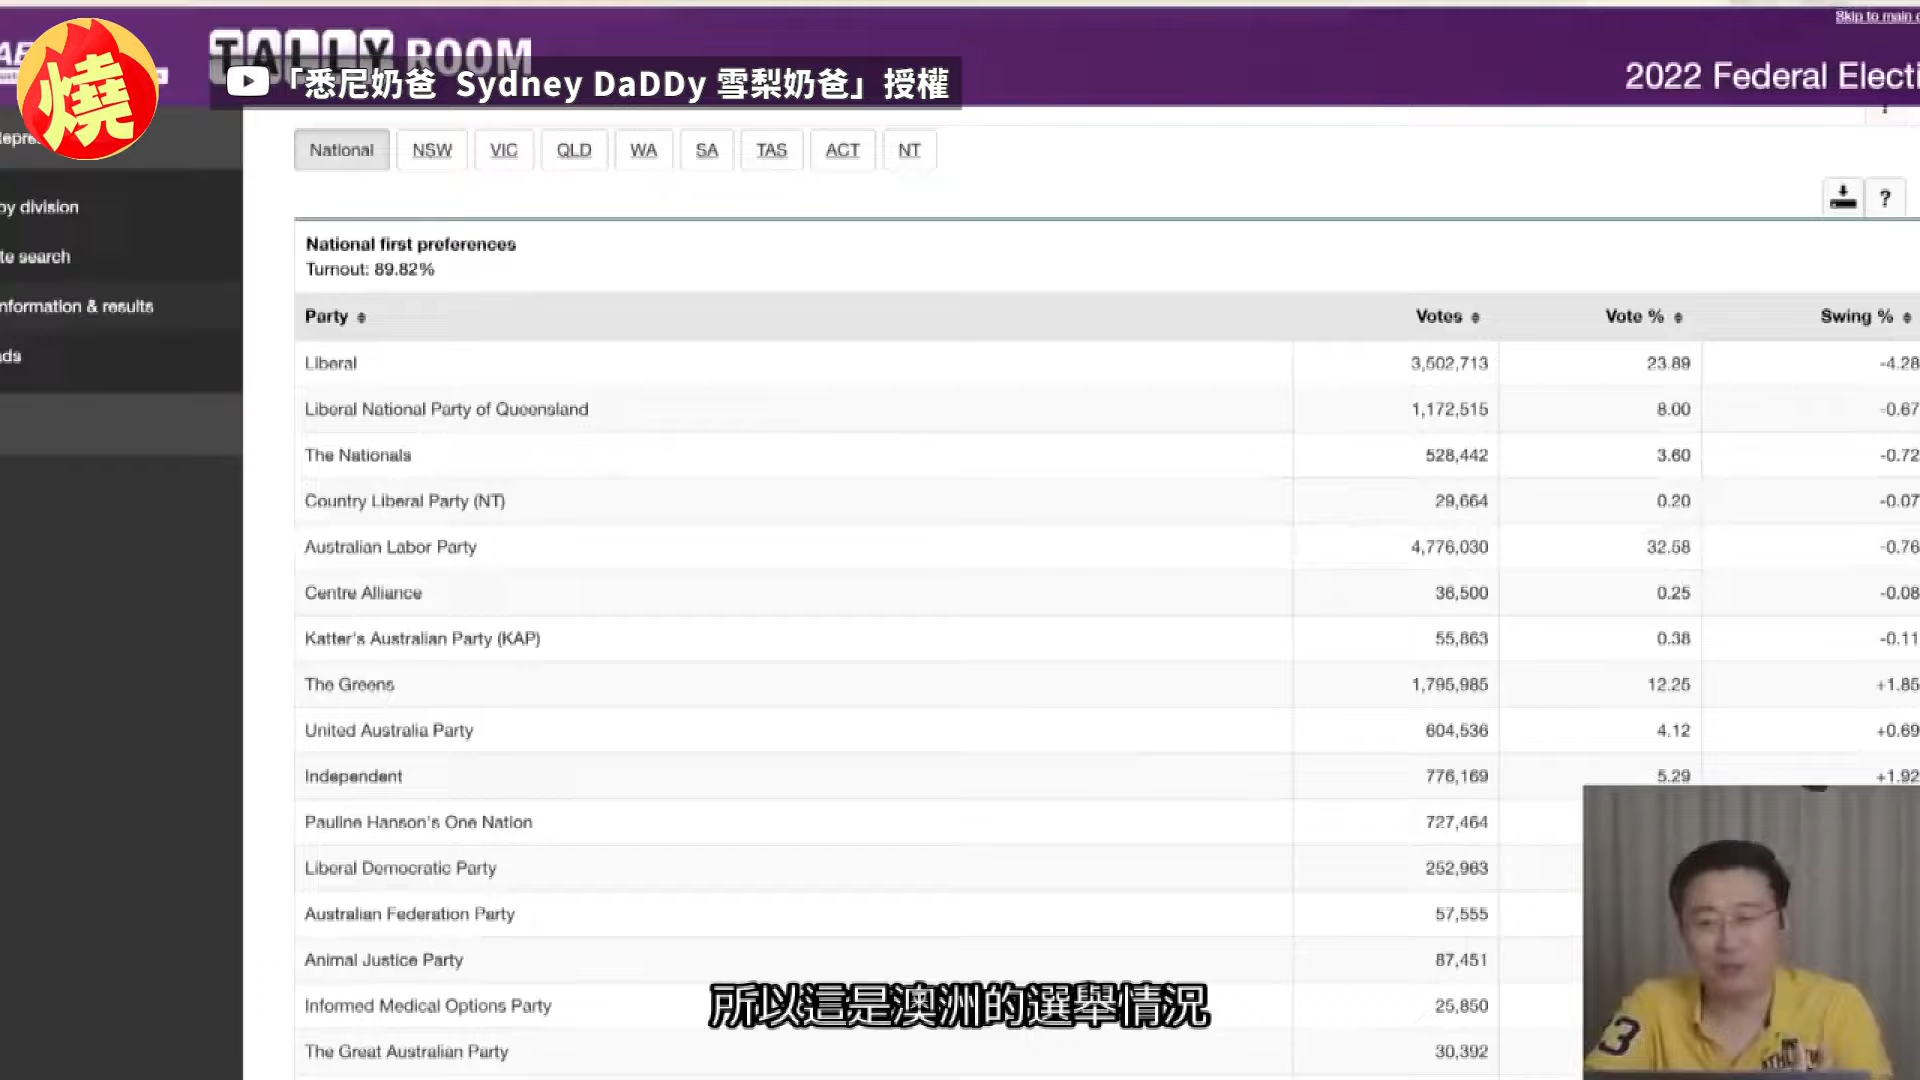 Skip to main
TALLY ROOM
燒
「悉尼奶爸 Sydney DaDDy 雪梨奶爸」授權
2022 Federal Electi
National NSW VIC QLD WA SA TAS ACT NT
by division
te search
nformation & results
ads
?
National first preferences
Turnout: 89.82%
Party Votes Vote % Swing %
Liberal 3,502,713 23.89 -4.28
Liberal National Party of Queensland 1,172,515 8.00 -0.67
The Nationals 528,442 3.60 -0.72
Country Liberal Party (NT) 29,664 0.20 -0.07
Australian Labor Party 4,776,030 32.58 -0.76
Centre Alliance 36,500 0.25 -0.08
Katter's Australian Party (KAP) 55,863 0.38 -0.11
The Greens 1,795,985 12.25 +1.85
United Australia Party 604,536 4.12 +0.69
Independent 776,169 5.29 +1.92
Pauline Hanson's One Nation 727,464
Liberal Democratic Party 252,963
Australian Federation Party 57,555
Animal Justice Party 87,451
Informed Medical Options Party 25,850
The Great Australian Party 30,392
所以這是澳洲的選舉情況
3